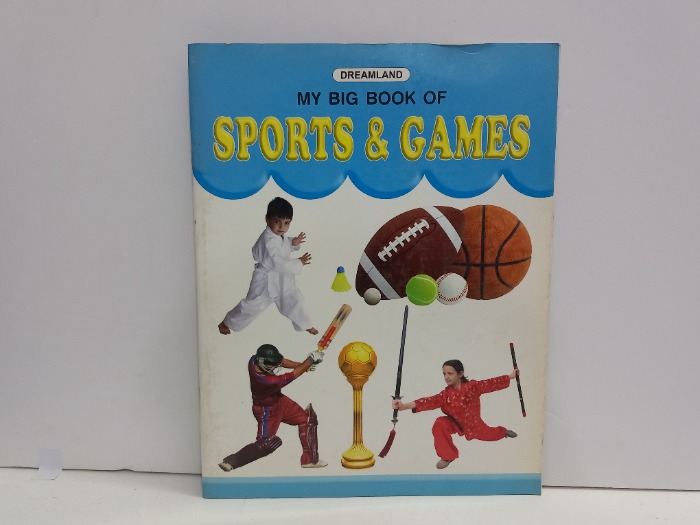 DREAMLAND
MY BIG BOOK OF
SPORTS & GAMES